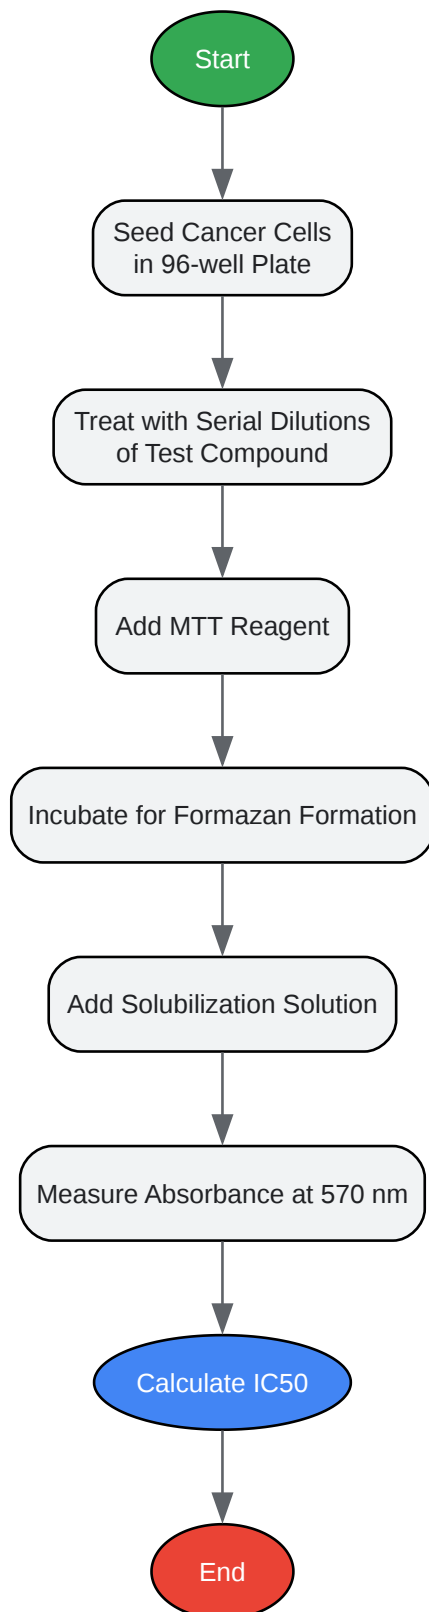 Start
Seed Cancer Cells
in 96-well Plate
Treat with Serial Dilutions
of Test Compound
Add MTT Reagent
Incubate for Formazan Formation
Add Solubilization Solution
Measure Absorbance at 570 nm
Calculate IC50
End